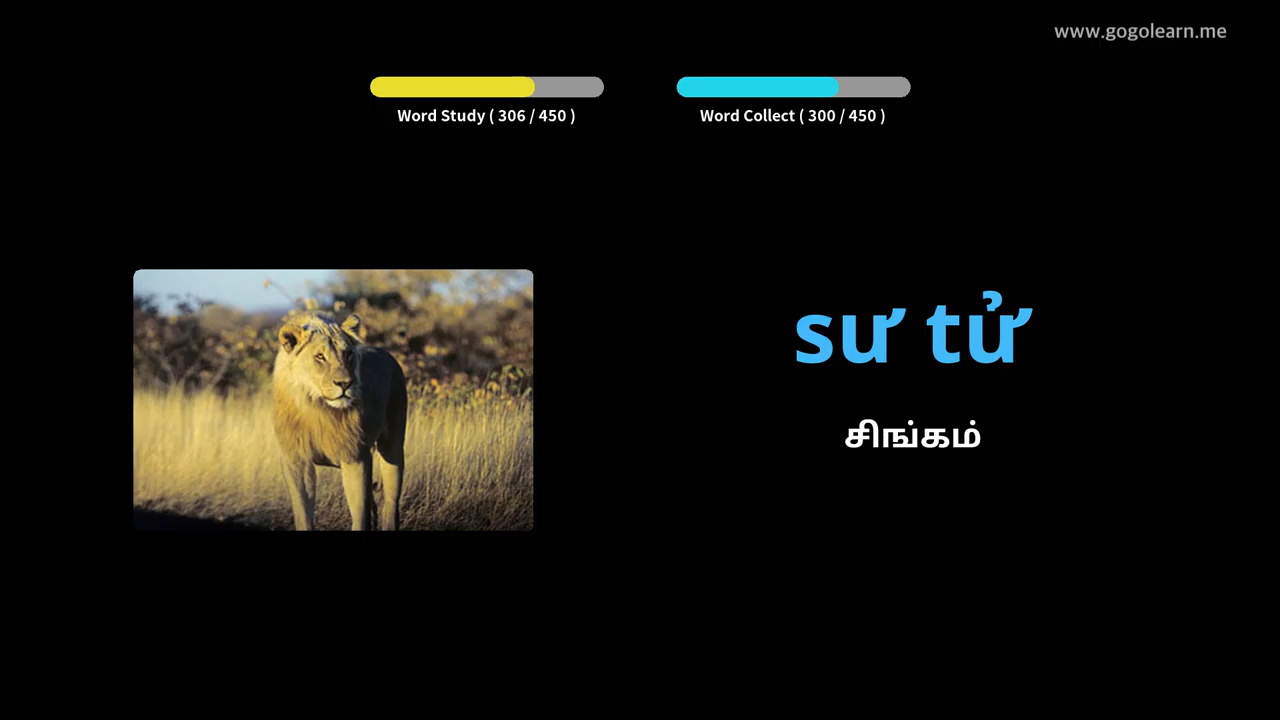 www.gogolearn.me
Word Study ( 306 / 450 )
Word Collect ( 300 / 450 )
sư tử
சிங்கம்